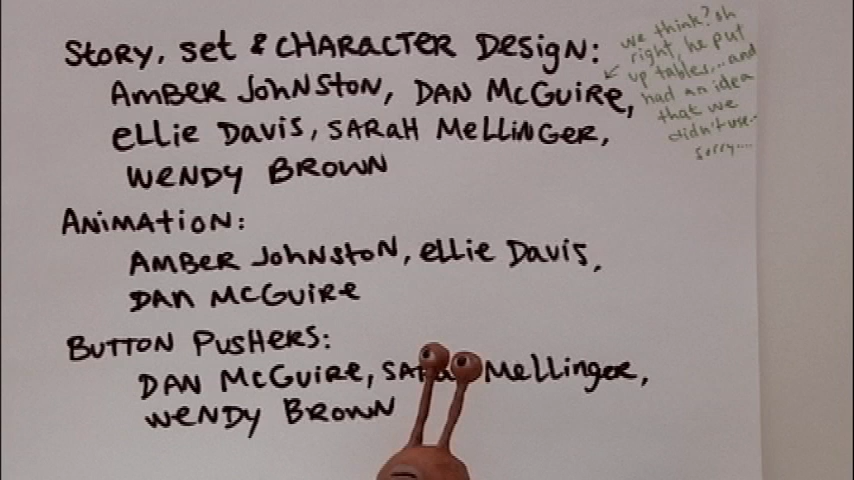 Story, set & CHARACTER Design:
AMBER JOHNSTON, DAN McGUIRE,
ELLIE DAVIS, SARAH MELLINGER,
WENDY BROWN
we think? oh
right, he put
up tables... and
had an idea
that we
didn't use..
sorry....
ANIMATION:
AMBER JOHNSTON, ELLIE DAVIS,
DAN McGUIRE
BUTTON PUSHERS:
DAN McGUIRE, Mellinger,
WENDY BROWN